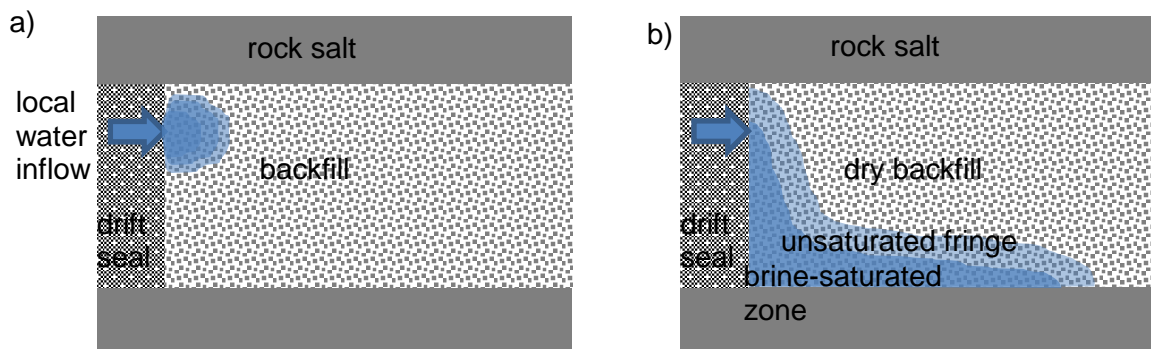 a)
rock salt
local
water
inflow
backfill
drift
seal
b)
rock salt
dry backfill
drift
seal
unsaturated fringe
brine-saturated
zone